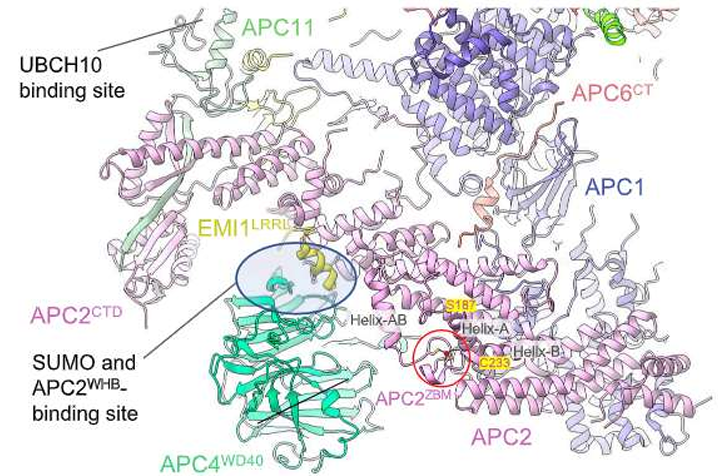 APC11
UBCH10
binding site
APC6CT
APC1
EMI1LRRL
APC2CTD
S187
Helix-AB
Helix-A
Helix-B
C233
SUMO and
APC2WHB-
binding site
APC2ZBM
APC2
APC4WD40